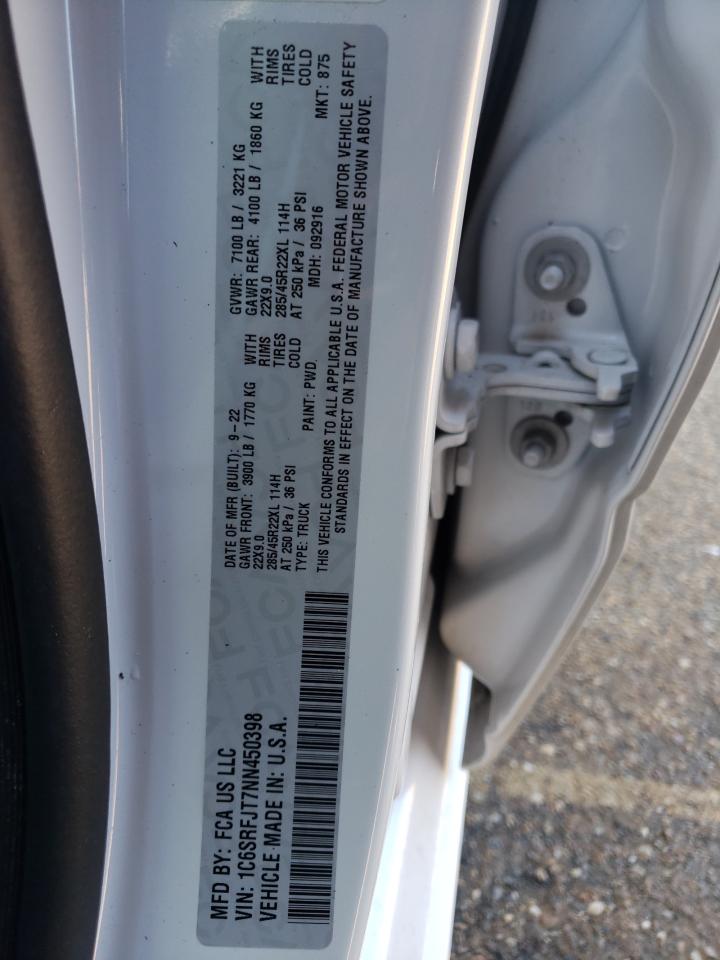 MFD BY: FCA US LLC
VIN: 1C6SRFJT7NN450398
VEHICLE MADE IN: U.S.A.
DATE OF MFR (BUILT): 9-22 GVWR: 7100 LB / 3221 KG
GAWR FRONT: 3900 LB / 1770 KG WITH GAWR REAR: 4100 LB / 1860 KG WITH
22X9.0 RIMS 22X9.0 RIMS
285/45R22XL 114H TIRES 285/45R22XL 114H TIRES
AT 250 kPa / 36 PSI COLD AT 250 kPa / 36 PSI COLD
TYPE: TRUCK PAINT: PWD. MDH: 092916 MKT: 875
THIS VEHICLE CONFORMS TO ALL APPLICABLE U.S.A. FEDERAL MOTOR VEHICLE SAFETY
STANDARDS IN EFFECT ON THE DATE OF MANUFACTURE SHOWN ABOVE.